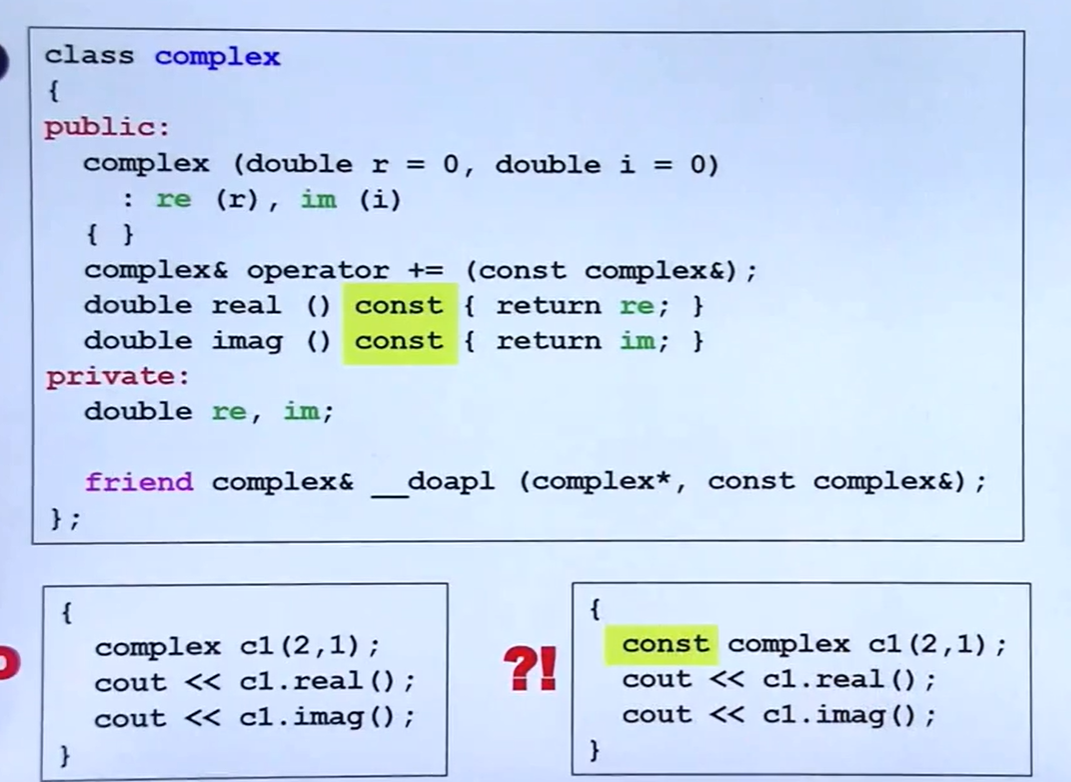 class complex
{
public:
complex (double r = 0, double i = 0)
: re (r), im (i)
{ }
complex& operator += (const complex&);
double real () const { return re; }
double imag () const { return im; }
private:
double re, im;
friend complex& __doapl (complex*, const complex&);
};
{
complex c1(2,1);
cout << c1.real();
cout << c1.imag();
}
?!
{
const complex c1(2,1);
cout << c1.real();
cout << c1.imag();
}